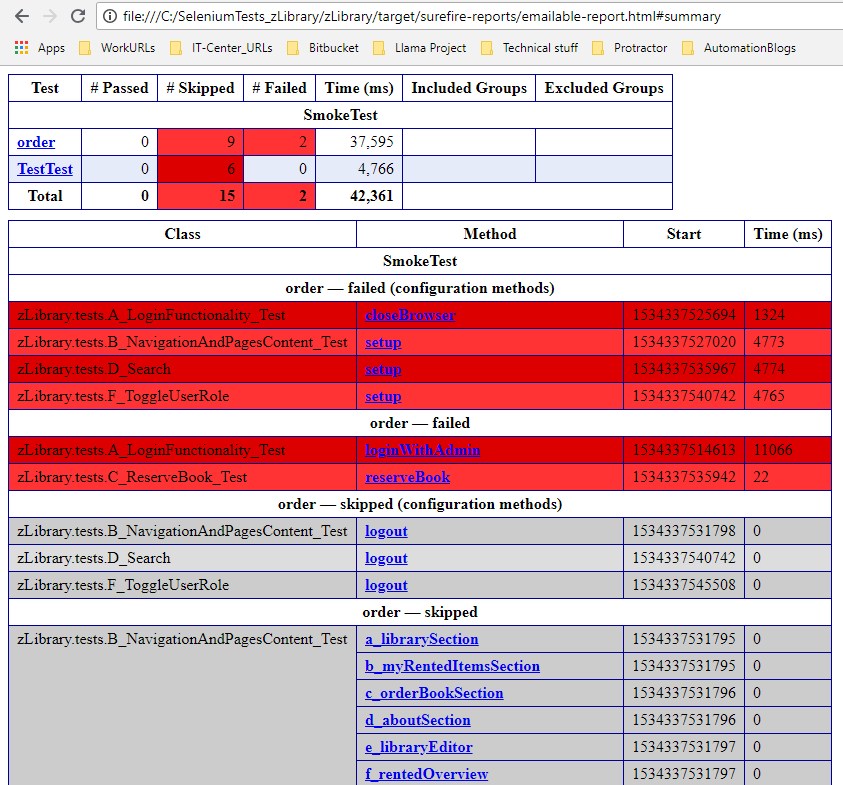 file:///C:/SeleniumTests_zLibrary/zLibrary/target/surefire-reports/emailable-report.html#summary
Apps WorkURLs IT-Center_URLs Bitbucket Llama Project Technical stuff Protractor AutomationBlogs
Test # Passed # Skipped # Failed Time (ms) Included Groups Excluded Groups
SmokeTest
order 0 9 2 37,595
TestTest 0 6 0 4,766
Total 0 15 2 42,361
Class Method Start Time (ms)
SmokeTest
order — failed (configuration methods)
zLibrary.tests.A_LoginFunctionality_Test closeBrowser 1534337525694 1324
zLibrary.tests.B_NavigationAndPagesContent_Test setup 1534337527020 4773
zLibrary.tests.D_Search setup 1534337535967 4774
zLibrary.tests.F_ToggleUserRole setup 1534337540742 4765
order — failed
zLibrary.tests.A_LoginFunctionality_Test loginWithAdmin 1534337514613 11066
zLibrary.tests.C_ReserveBook_Test reserveBook 1534337535942 22
order — skipped (configuration methods)
zLibrary.tests.B_NavigationAndPagesContent_Test logout 1534337531798 0
zLibrary.tests.D_Search logout 1534337540742 0
zLibrary.tests.F_ToggleUserRole logout 1534337545508 0
order — skipped
zLibrary.tests.B_NavigationAndPagesContent_Test a_librarySection 1534337531795 0
b_myRentedItemsSection 1534337531795 0
c_orderBookSection 1534337531796 0
d_aboutSection 1534337531796 0
e_libraryEditor 1534337531797 0
f_rentedOverview 1534337531797 0